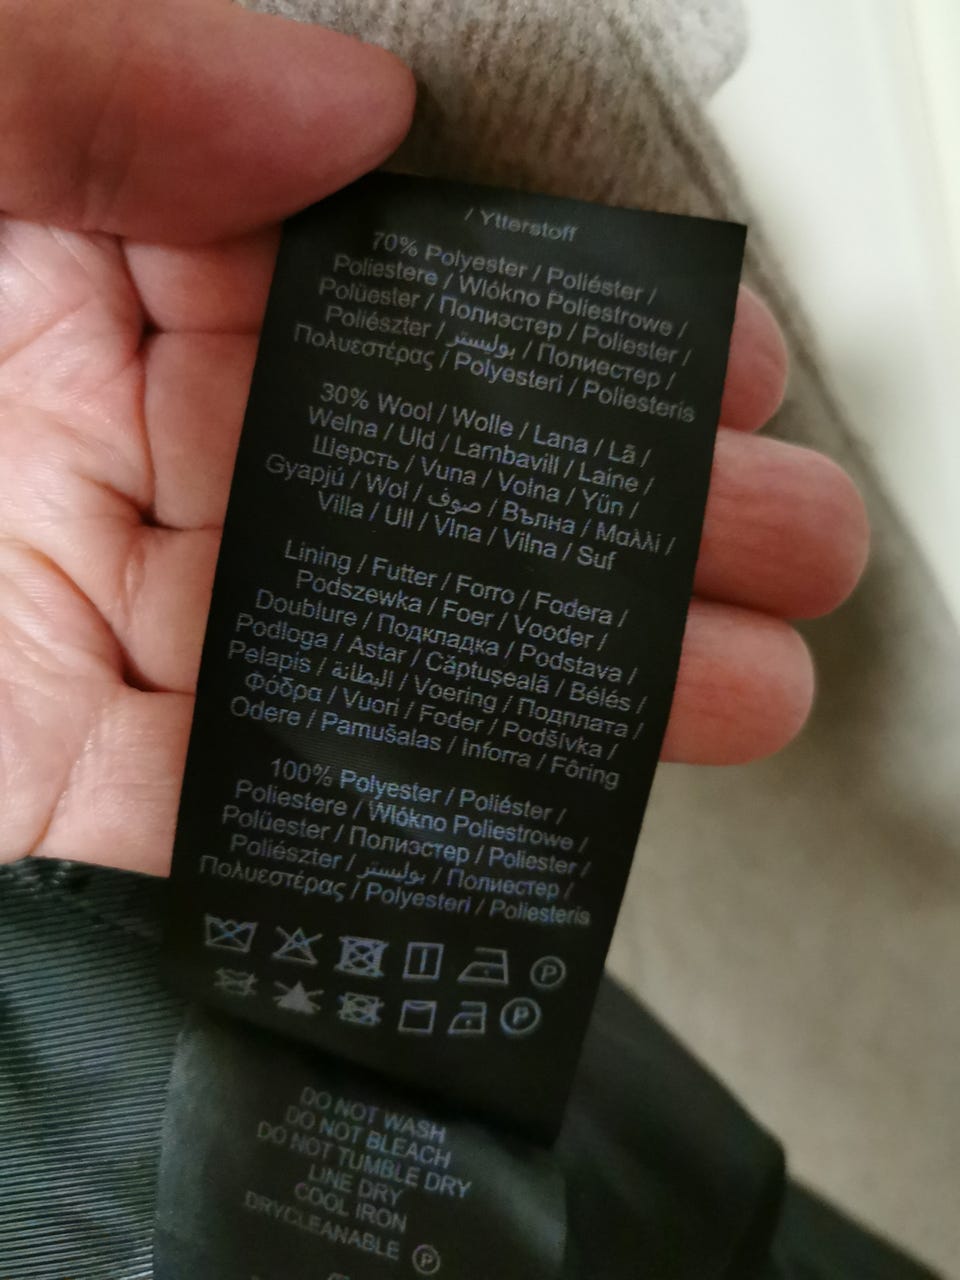 / Ytterstoff
70% Polyester / Poliéster /
Poliestere / Wlókno Poliestrowe /
Polüester / Полиэстер / Poliester /
Poliészter / بوليستر / Полиестер /
Πολυεστέρας / Polyesteri / Poliesteris
30% Wool / Wolle / Lana / Lã /
Welna / Uld / Lambavill / Laine /
Шерсть / Vuna / Volna / Yün /
Gyapjú / Wol / صوف / Вълна / Μαλλί /
Villa / Ull / Vlna / Vilna / Suf
Lining / Futter / Forro / Fodera /
Podszewka / Foer / Vooder /
Doublure / Подкладка / Podstava /
Podloga / Astar / Căptuşeală / Bélés /
Pelapis / البطانة / Voering / Подплата /
Φόδρα / Vuori / Foder / Podšívka /
Odere / Pamušalas / Inforra / Fôring
100% Polyester / Poliéster /
Poliestere / Wlókno Poliestrowe /
Polüester / Полиэстер / Poliester /
Poliészter / بوليستر / Полиестер /
Πολυεστέρας / Polyesteri / Poliesteris
P
P
DO NOT WASH
DO NOT BLEACH
DO NOT TUMBLE DRY
LINE DRY
COOL IRON
DRYCLEANABLE P